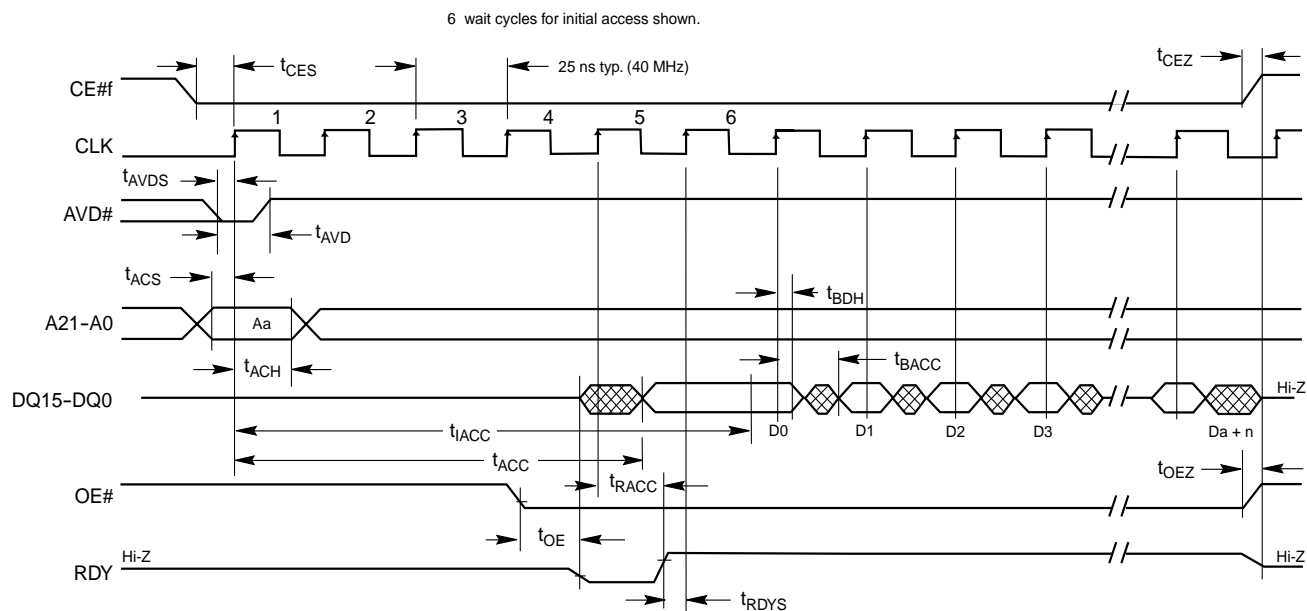 6 wait cycles for initial access shown.
tCES
25 ns typ. (40 MHz)
tCEZ
CE#f
1 2 3 4 5 6
CLK
tAVDS
AVD#
tAVD
tACS
tBDH
A21-A0
Aa
tACH
tBACC
DQ15-DQ0
Hi-Z
tIACC
D0 D1 D2 D3 Da + n
tACC
tOEZ
OE#
tRACC
tOE
Hi-Z
Hi-Z
RDY
tRDYS